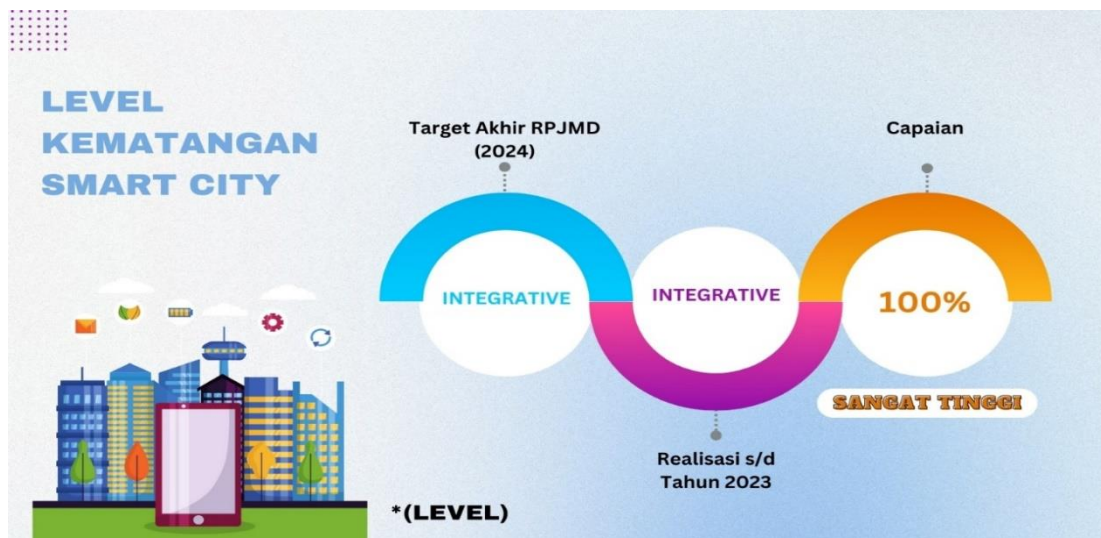 LEVEL
KEMATANGAN
SMART CITY
Target Akhir RPJMD
(2024)
INTEGRATIVE
INTEGRATIVE
Realisasi s/d
Tahun 2023
Capaian
100%
SANGAT TINGGI
*(LEVEL)